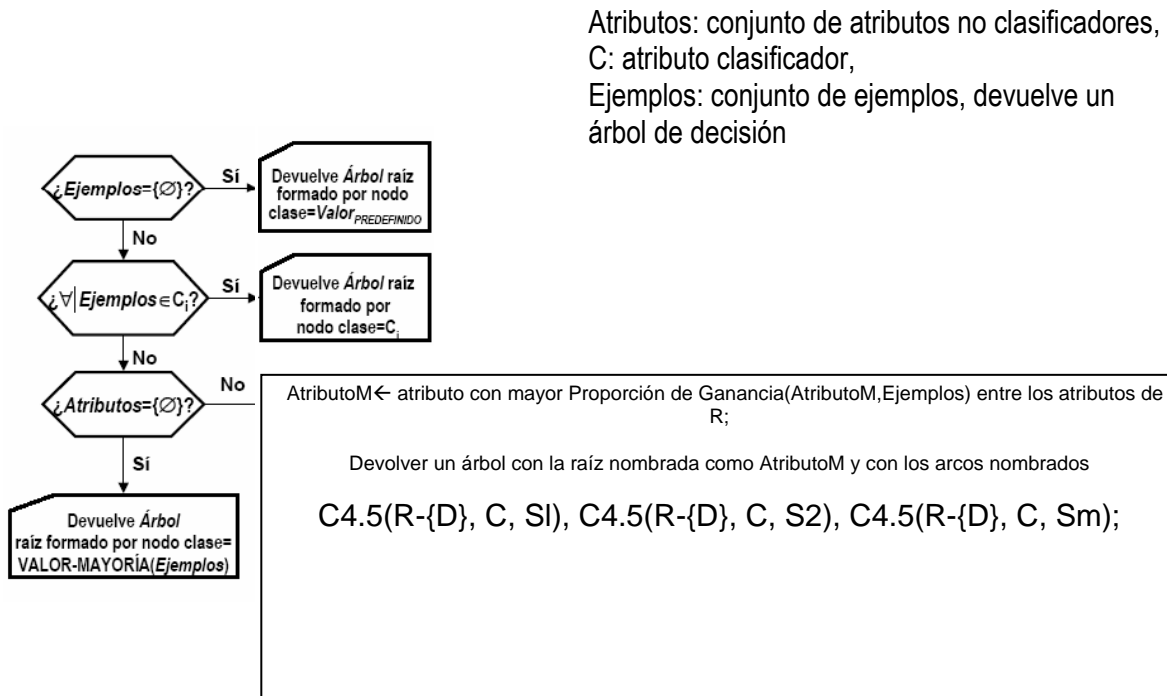 Atributos: conjunto de atributos no clasificadores,
C: atributo clasificador,
Ejemplos: conjunto de ejemplos, devuelve un
árbol de decisión
¿Ejemplos={∅}?
Sí
Devuelve Árbol raíz
formado por nodo
clase=Valor PREDEFINIDO
No
¿∀|Ejemplos∈Ci?
Sí
Devuelve Árbol raíz
formado por
nodo clase=Ci
No
¿Atributos={∅}?
No
AtributoM← atributo con mayor Proporción de Ganancia(AtributoM,Ejemplos) entre los atributos de
R;
Devolver un árbol con la raíz nombrada como AtributoM y con los arcos nombrados
C4.5(R-{D}, C, Sl), C4.5(R-{D}, C, S2), C4.5(R-{D}, C, Sm);
Sí
Devuelve Árbol
raíz formado por nodo clase=
VALOR-MAYORÍA(Ejemplos)